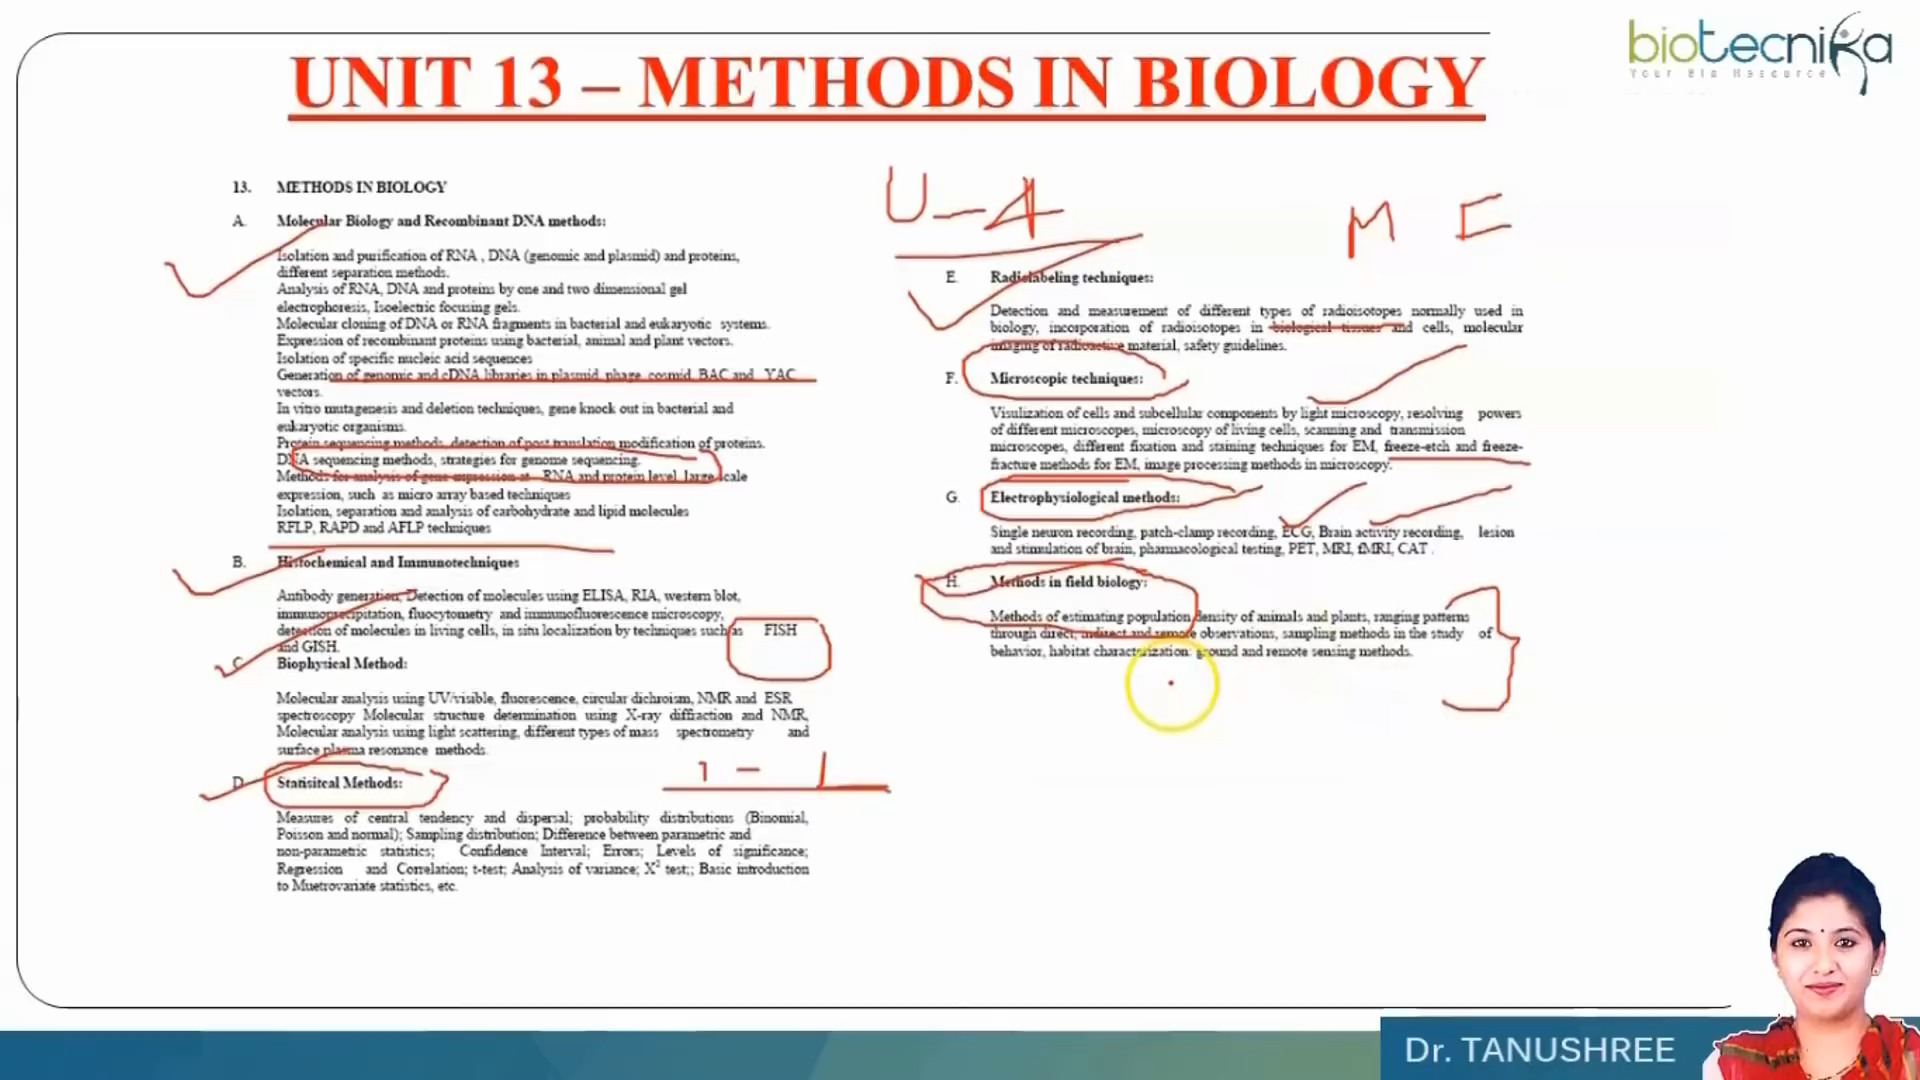 biotecnika
Your Bio Resource
UNIT 13 – METHODS IN BIOLOGY
13. METHODS IN BIOLOGY
A. Molecular Biology and Recombinant DNA methods:
Isolation and purification of RNA , DNA (genomic and plasmid) and proteins,
different separation methods.
Analysis of RNA, DNA and proteins by one and two dimensional gel
electrophoresis, Isoelectric focusing gels.
Molecular cloning of DNA or RNA fragments in bacterial and eukaryotic systems.
Expression of recombinant proteins using bacterial, animal and plant vectors.
Isolation of specific nucleic acid sequences
Generation of genomic and cDNA libraries in plasmid, phage, cosmid, BAC and YAC
vectors.
In vitro mutagenesis and deletion techniques, gene knock out in bacterial and
eukaryotic organisms.
Protein sequencing methods, detection of post translation modification of proteins.
DNA sequencing methods, strategies for genome sequencing.
Methods for analysis of gene expression at RNA and protein level, large scale
expression, such as micro array based techniques
Isolation, separation and analysis of carbohydrate and lipid molecules
RFLP, RAPD and AFLP techniques
B. Histochemical and Immunotechniques
Antibody generation, Detection of molecules using ELISA, RIA, western blot,
immunoprecipitation, fluocytometry and immunofluorescence microscopy,
detection of molecules in living cells, in situ localization by techniques such as FISH
and GISH.
C. Biophysical Method:
Molecular analysis using UV/visible, fluorescence, circular dichroism, NMR and ESR
spectroscopy Molecular structure determination using X-ray diffraction and NMR,
Molecular analysis using light scattering, different types of mass spectrometry and
surface plasma resonance methods.
D. Statisitcal Methods:
Measures of central tendency and dispersal; probability distributions (Binomial,
Poisson and normal); Sampling distribution; Difference between parametric and
non-parametric statistics; Confidence Interval; Errors; Levels of significance;
Regression and Correlation; t-test; Analysis of variance; X² test;; Basic introduction
to Muetrovariate statistics, etc.
U-4
M E
E. Radiolabeling techniques:
Detection and measurement of different types of radioisotopes normally used in
biology, incorporation of radioisotopes in biological tissues and cells, molecular
imaging of radioactive material, safety guidelines.
F. Microscopic techniques:
Visulization of cells and subcellular components by light microscopy, resolving powers
of different microscopes, microscopy of living cells, scanning and transmission
microscopes, different fixation and staining techniques for EM, freeze-etch and freeze-
fracture methods for EM, image processing methods in microscopy.
G. Electrophysiological methods:
Single neuron recording, patch-clamp recording, ECG, Brain activity recording, lesion
and stimulation of brain, pharmacological testing, PET, MRI, fMRI, CAT .
H. Methods in field biology:
Methods of estimating population density of animals and plants, ranging patterns
through direct, indirect and remote observations, sampling methods in the study of
behavior, habitat characterization: ground and remote sensing methods.
Dr. TANUSHREE